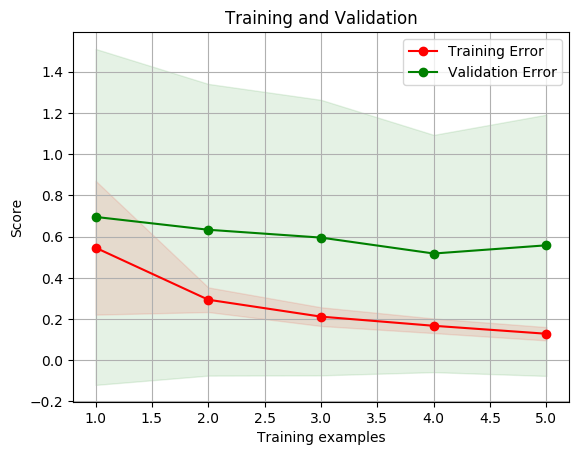 Training and Validation
Training Error
Validation Error
Score
1.4
1.2
1.0
0.8
0.6
0.4
0.2
0.0
−0.2
1.0 1.5 2.0 2.5 3.0 3.5 4.0 4.5 5.0
Training examples